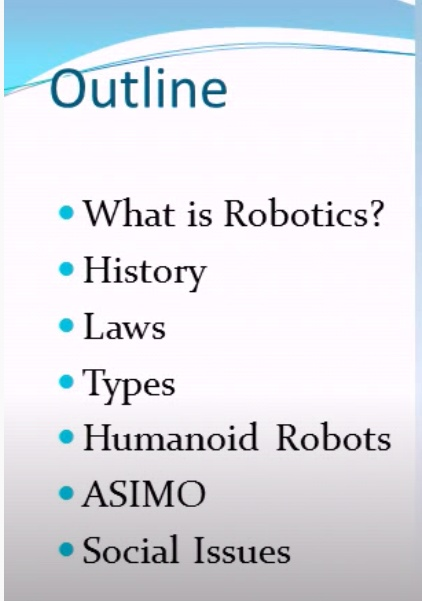 Outline
• What is Robotics?
• History
• Laws
• Types
• Humanoid Robots
• ASIMO
• Social Issues